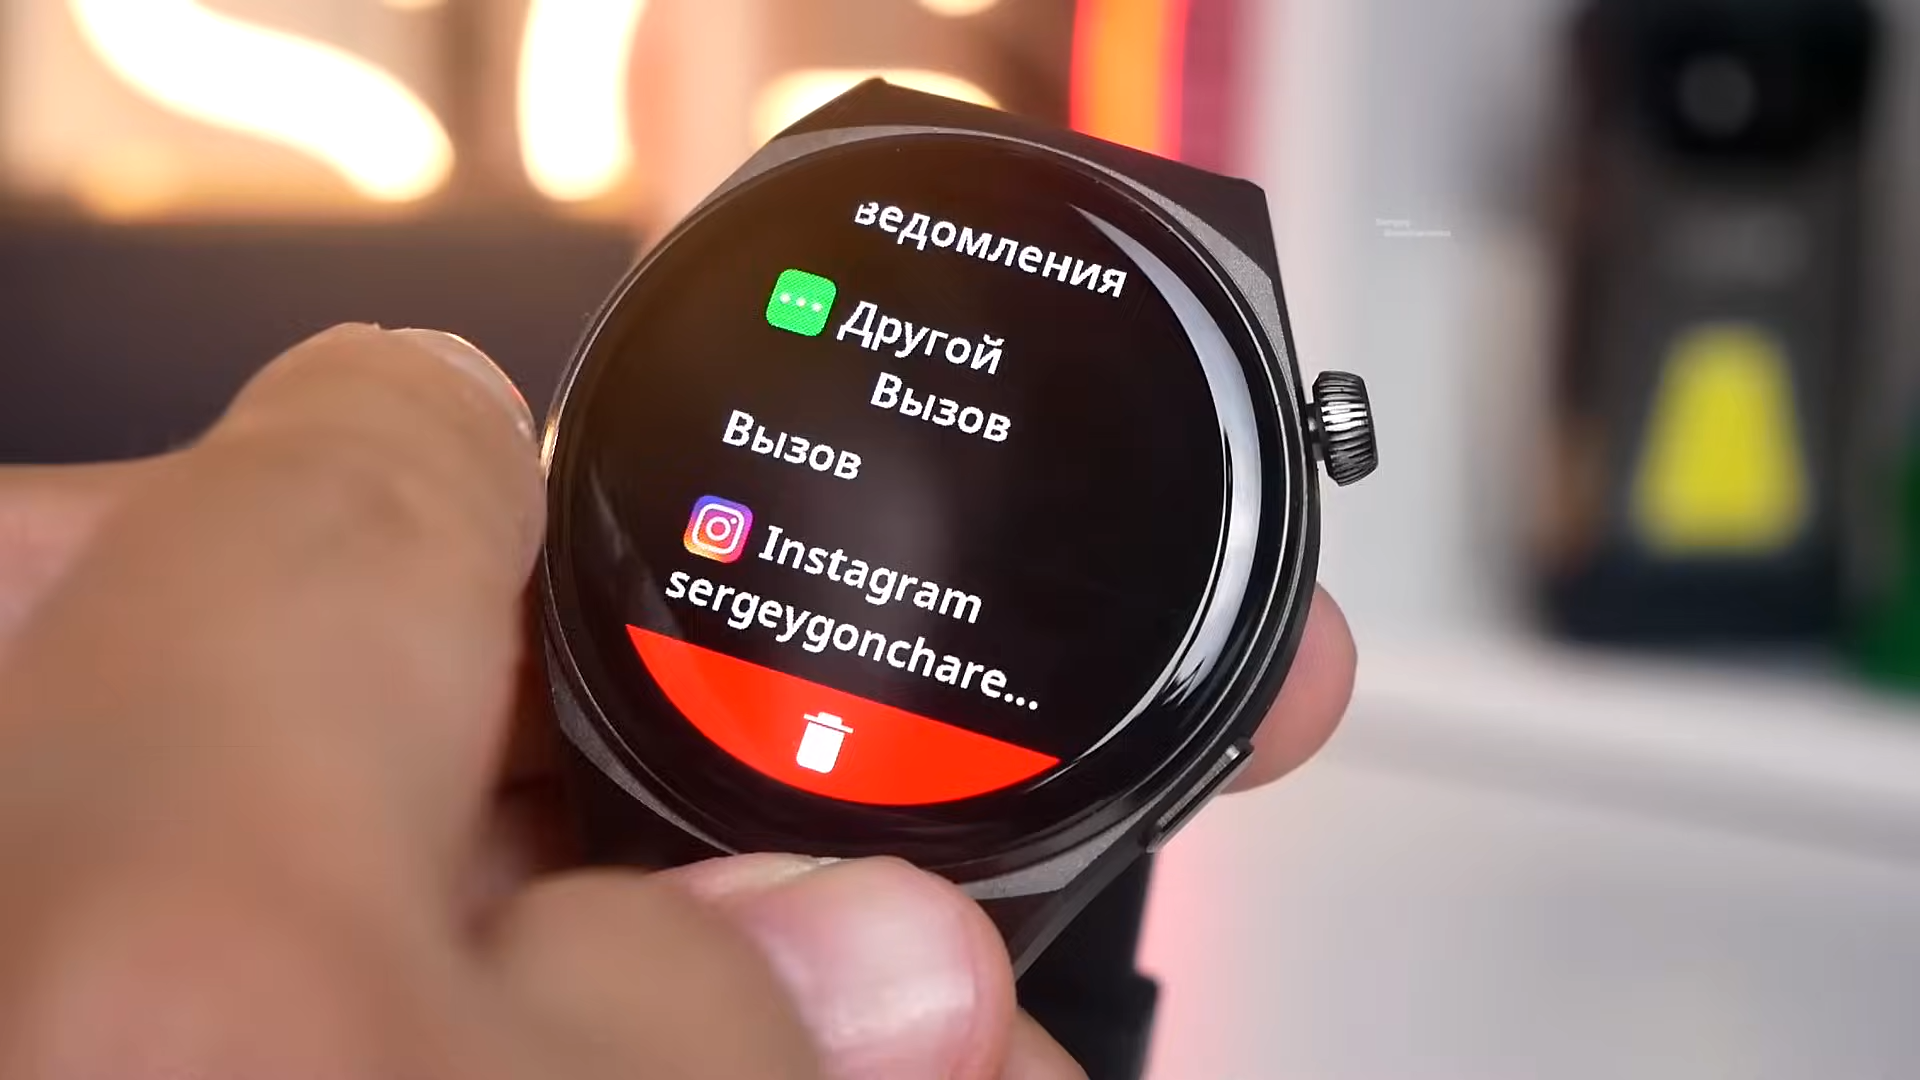 ведомления
Другой
Вызов
Вызов
Instagram
sergeygonchare...